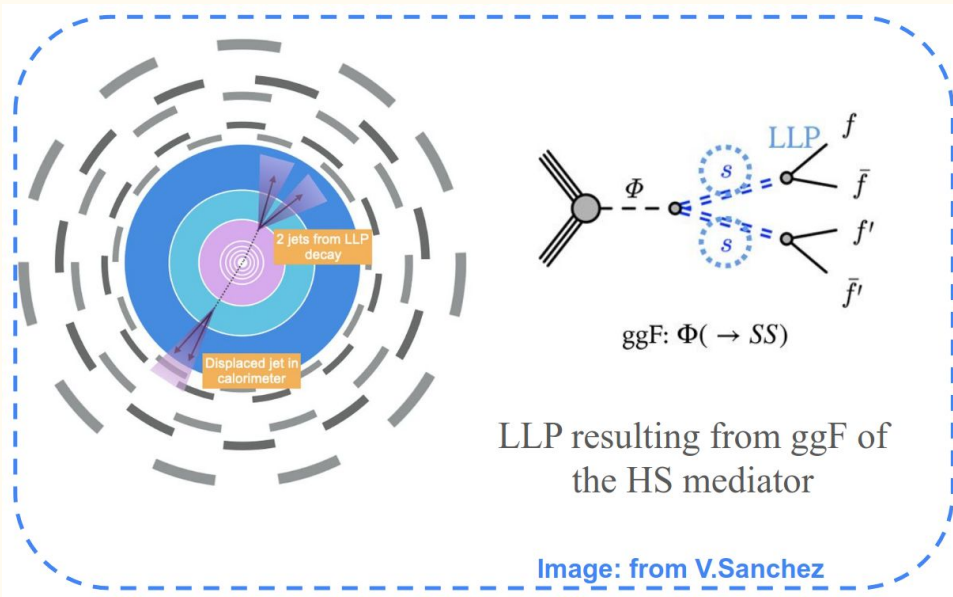 2 jets from LLP
decay
Displaced jet in
calorimeter
Φ
s
s
LLP
f
f̄
f′
f̄′
ggF: Φ( → SS)
LLP resulting from ggF of
the HS mediator
Image: from V.Sanchez